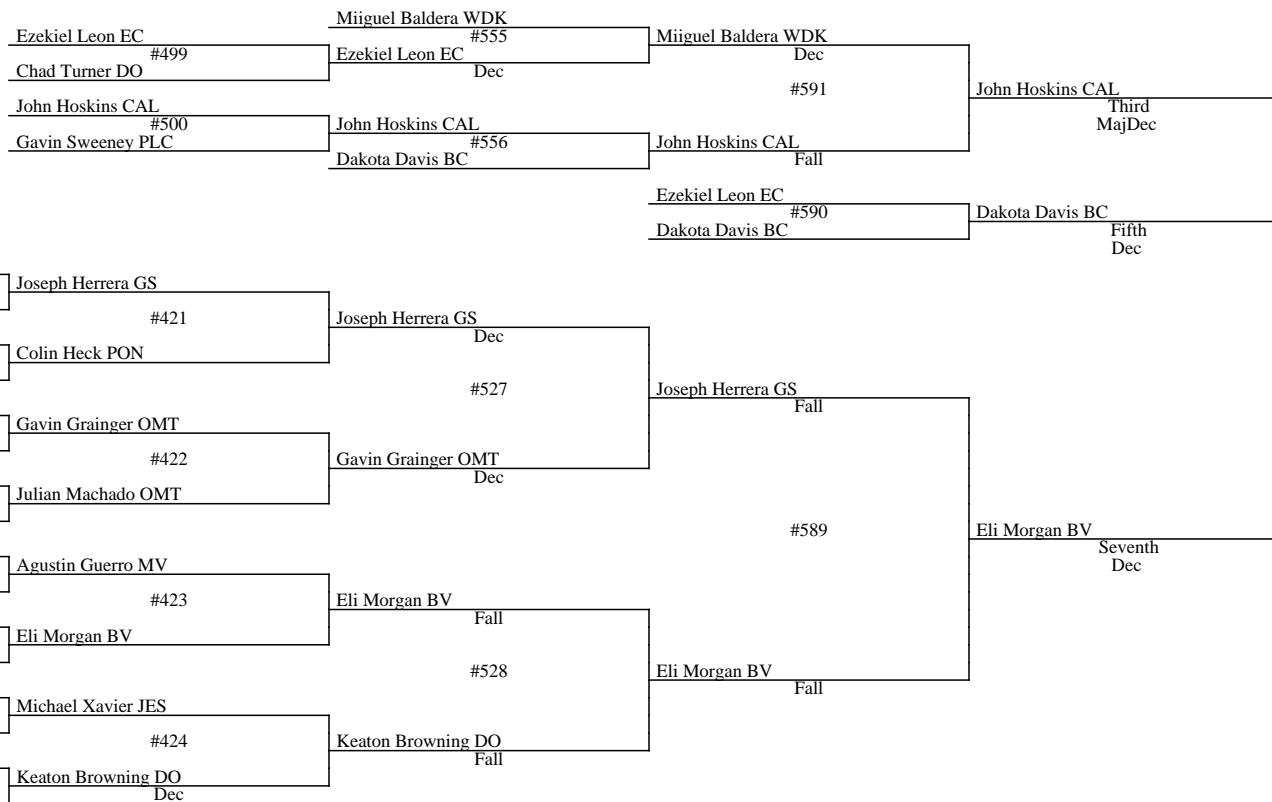 Miiguel Baldera WDK
Ezekiel Leon EC
#555
Miiguel Baldera WDK
#499
Ezekiel Leon EC
Dec
Chad Turner DO
Dec
#591
John Hoskins CAL
John Hoskins CAL
Third
#500
John Hoskins CAL
MajDec
Gavin Sweeney PLC
#556
John Hoskins CAL
Dakota Davis BC
Fall
Ezekiel Leon EC
#590
Dakota Davis BC
Dakota Davis BC
Fifth
Dec
Joseph Herrera GS
#421
Joseph Herrera GS
Dec
Colin Heck PON
#527
Joseph Herrera GS
Fall
Gavin Grainger OMT
#422
Gavin Grainger OMT
Dec
Julian Machado OMT
#589
Eli Morgan BV
Seventh
Dec
Agustin Guerro MV
#423
Eli Morgan BV
Fall
Eli Morgan BV
#528
Eli Morgan BV
Fall
Michael Xavier JES
#424
Keaton Browning DO
Fall
Keaton Browning DO
Dec